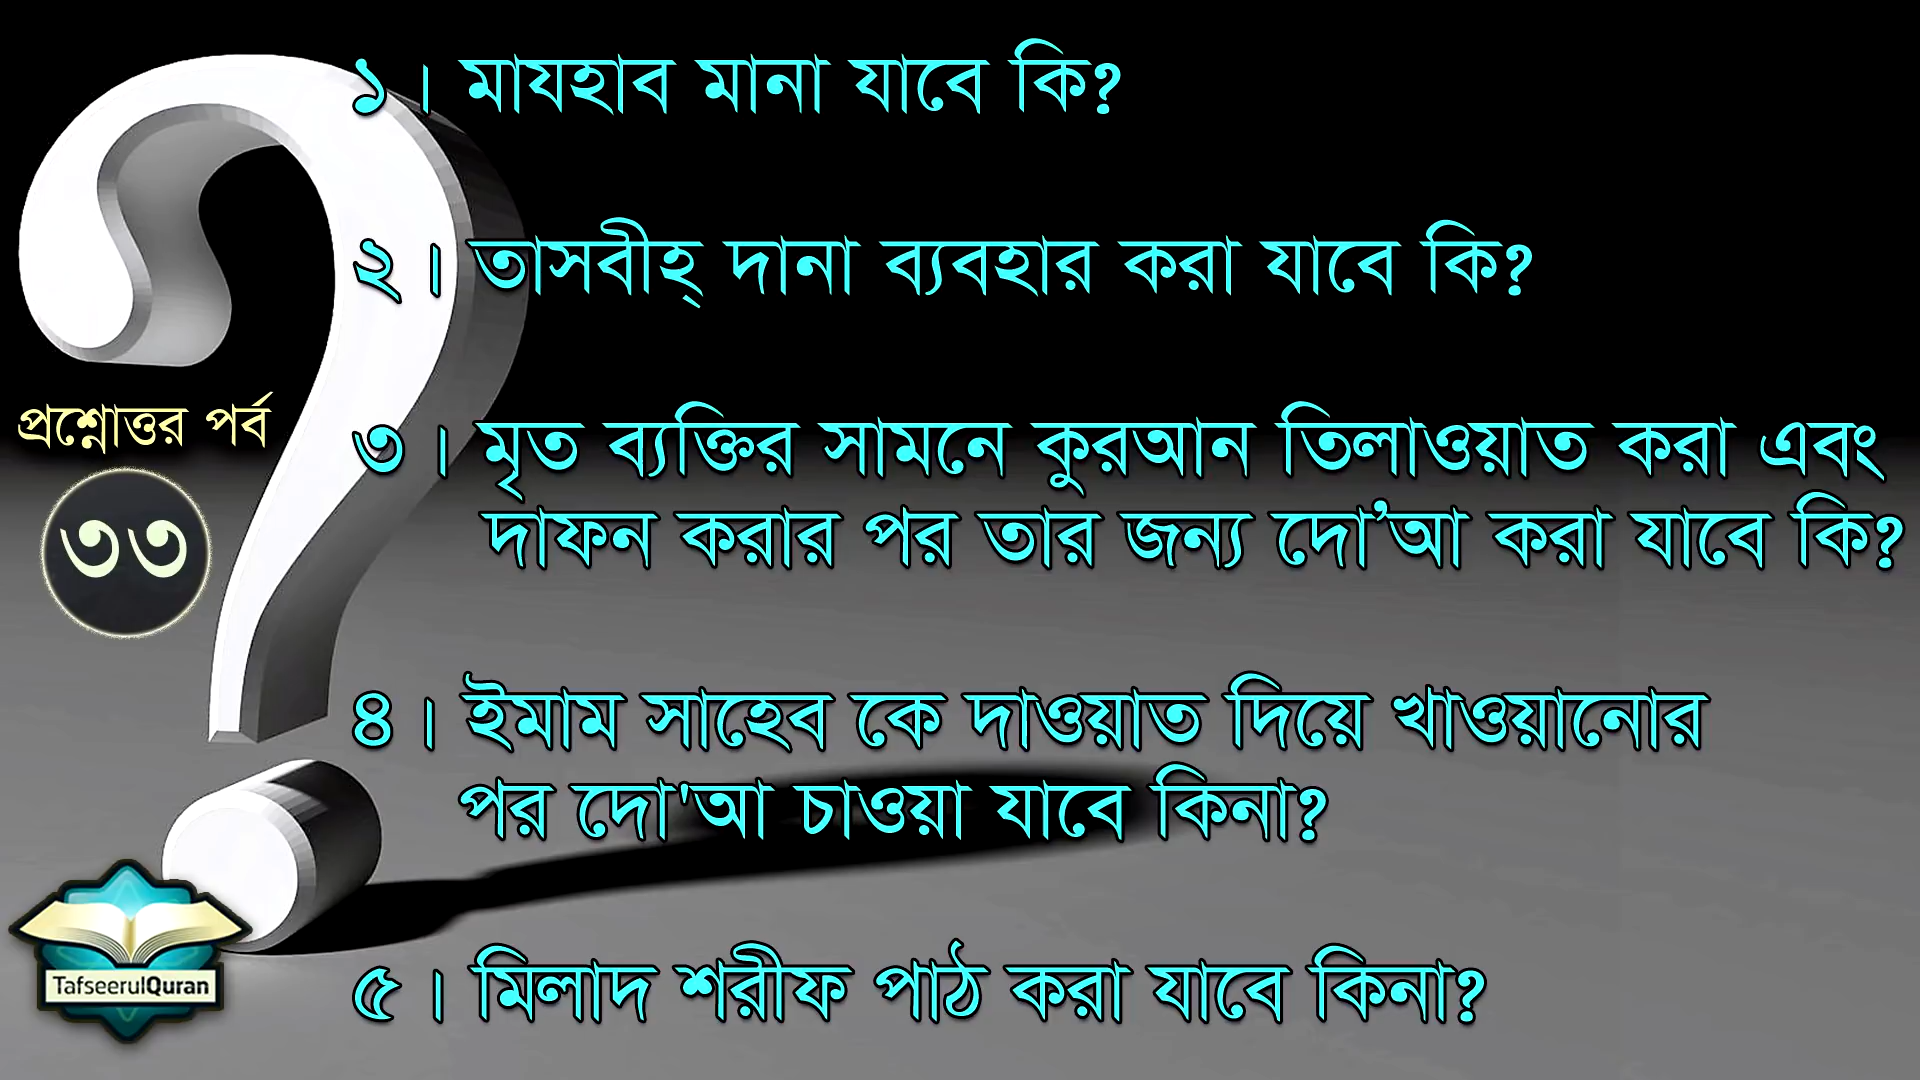 ১। মাযহাব মানা যাবে কি?
২। তাসবীহ্ দানা ব্যবহার করা যাবে কি?
প্রশ্নোত্তর পর্ব
৩৩
৩। মৃত ব্যক্তির সামনে কুরআন তিলাওয়াত করা এবং
দাফন করার পর তার জন্য দো’আ করা যাবে কি?
৪। ইমাম সাহেব কে দাওয়াত দিয়ে খাওয়ানোর
পর দো'আ চাওয়া যাবে কিনা?
৫। মিলাদ শরীফ পাঠ করা যাবে কিনা?
TafseerulQuran